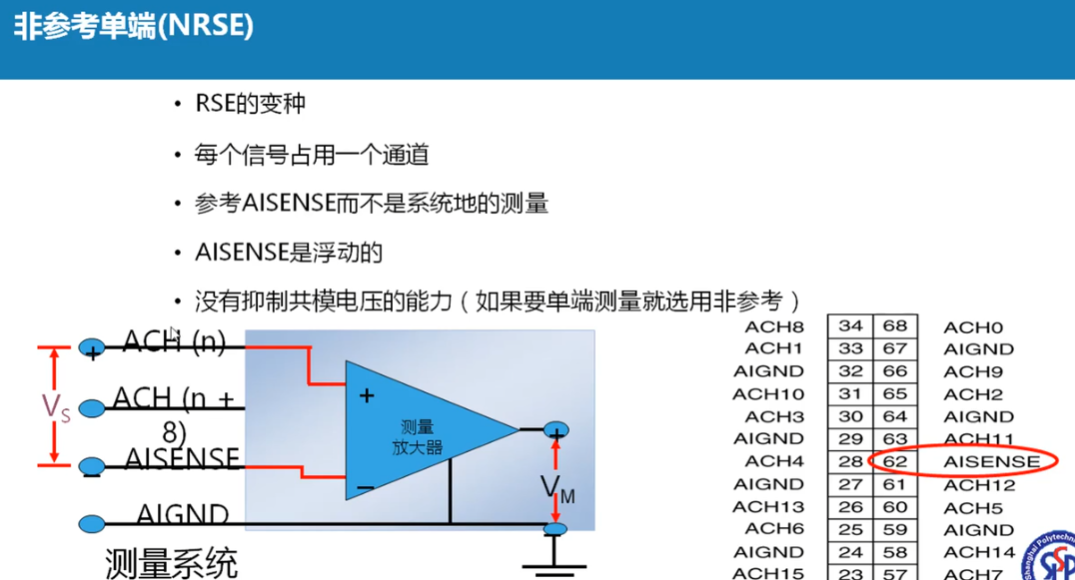 非参考单端(NRSE)
• RSE的变种
• 每个信号占用一个通道
• 参考AISENSE而不是系统地的测量
• AISENSE是浮动的
• 没有抑制共模电压的能力（如果要单端测量就选用非参考）
+ ACH (n)
ACH (n +
8)
VS
− AISENSE
AIGND
测量系统
+
测量
放大器
−
+
VM
−
ACH8 34 68 ACH0
ACH1 33 67 AIGND
AIGND 32 66 ACH9
ACH10 31 65 ACH2
ACH3 30 64 AIGND
AIGND 29 63 ACH11
ACH4 28 62 AISENSE
AIGND 27 61 ACH12
ACH13 26 60 ACH5
ACH6 25 59 AIGND
AIGND 24 58 ACH14
ACH15 23 57 ACH7
Shanghai Polytechnic